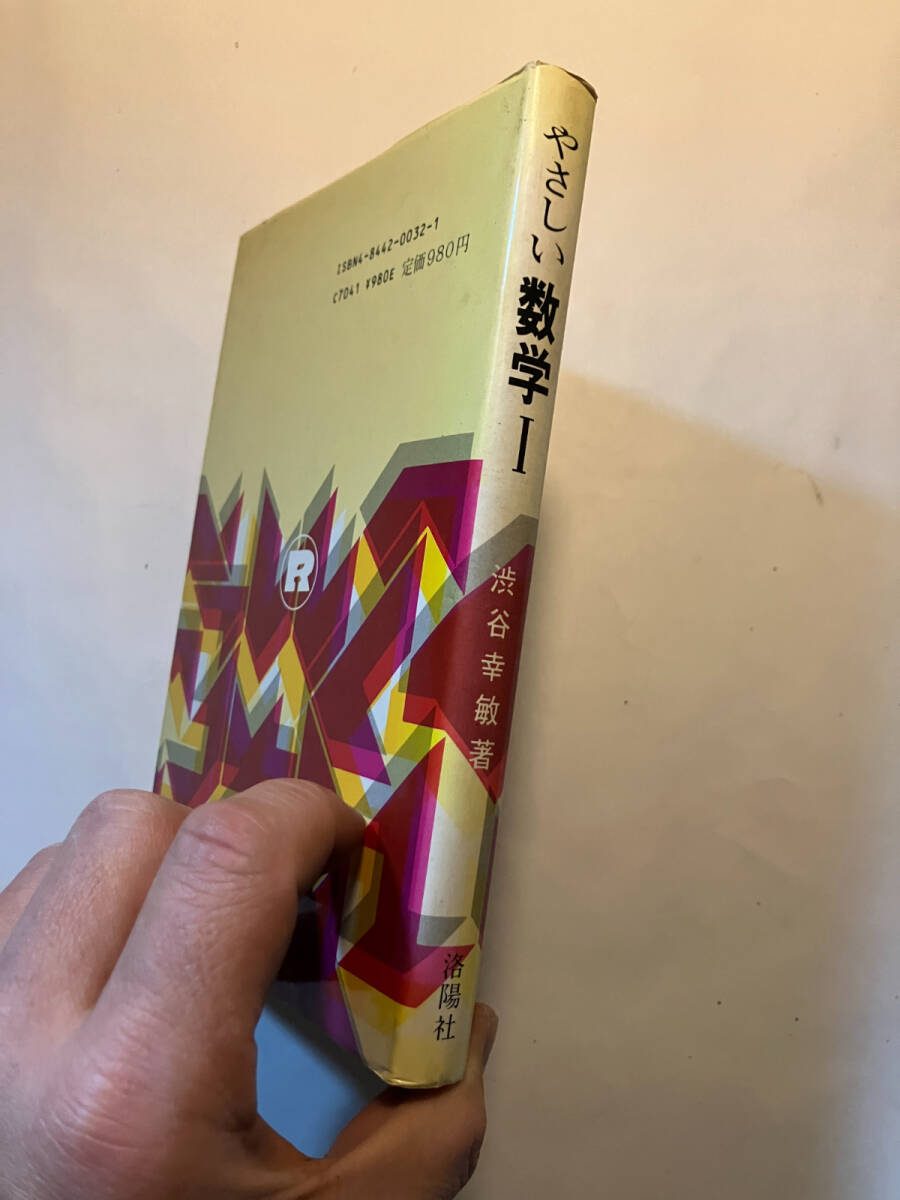 ISBN4-8442-0032-1
C7041 ¥980E 定価980円
R
やさしい数学I
渋谷幸敏著
洛陽社